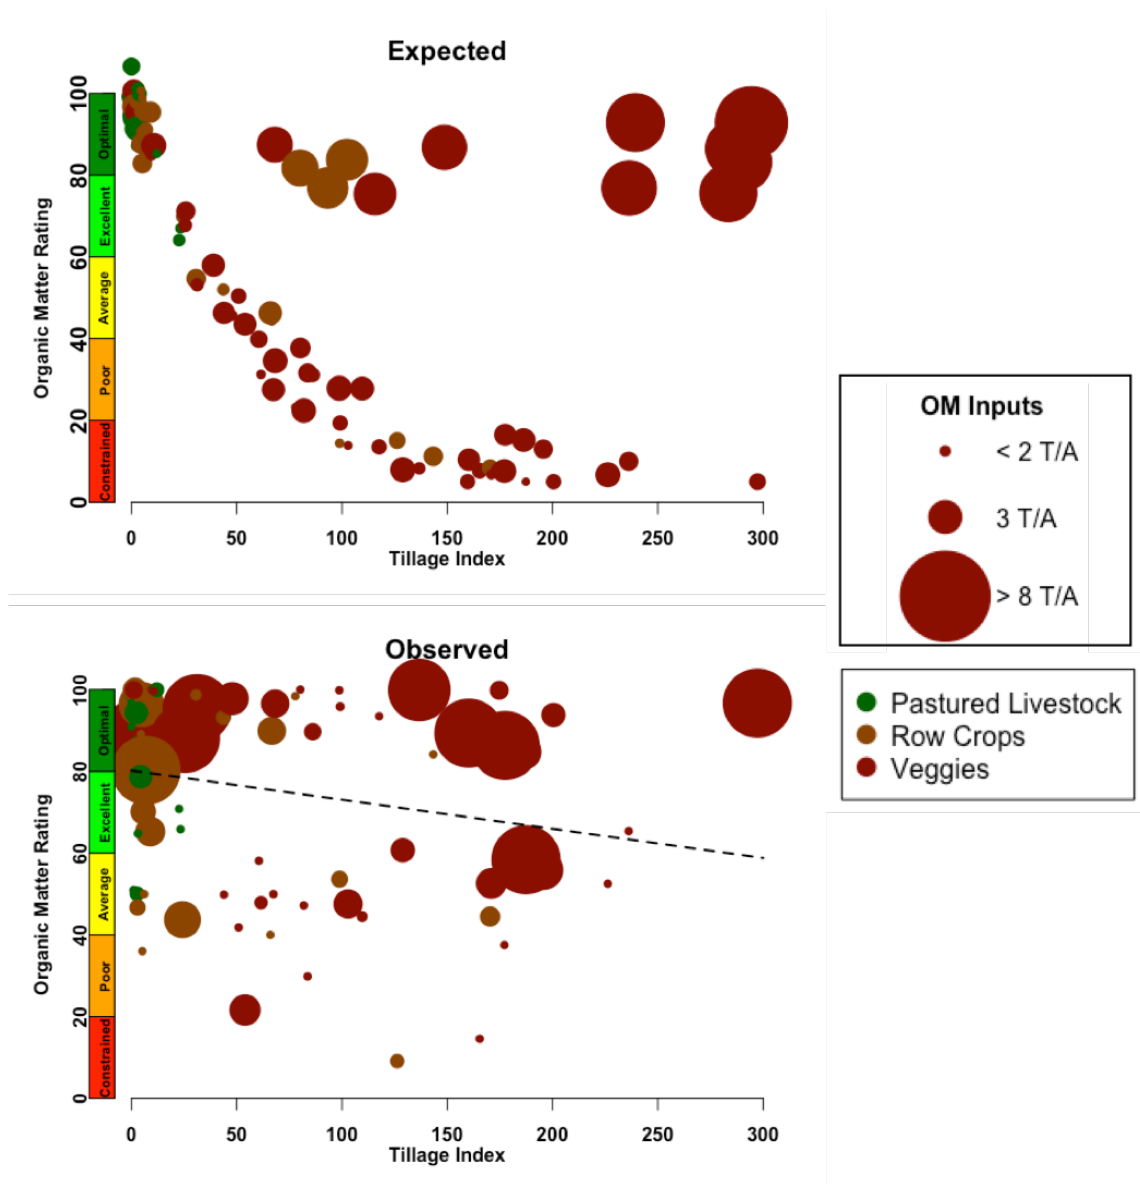 Expected
Organic Matter Rating
100
80
60
40
20
0
Optimal
Excellent
Average
Poor
Constrained
0 50 100 150 200 250 300
Tillage Index
OM Inputs
< 2 T/A
3 T/A
> 8 T/A
Pastured Livestock
Row Crops
Veggies
Observed
Organic Matter Rating
100
80
60
40
20
0
Optimal
Excellent
Average
Poor
Constrained
0 50 100 150 200 250 300
Tillage Index